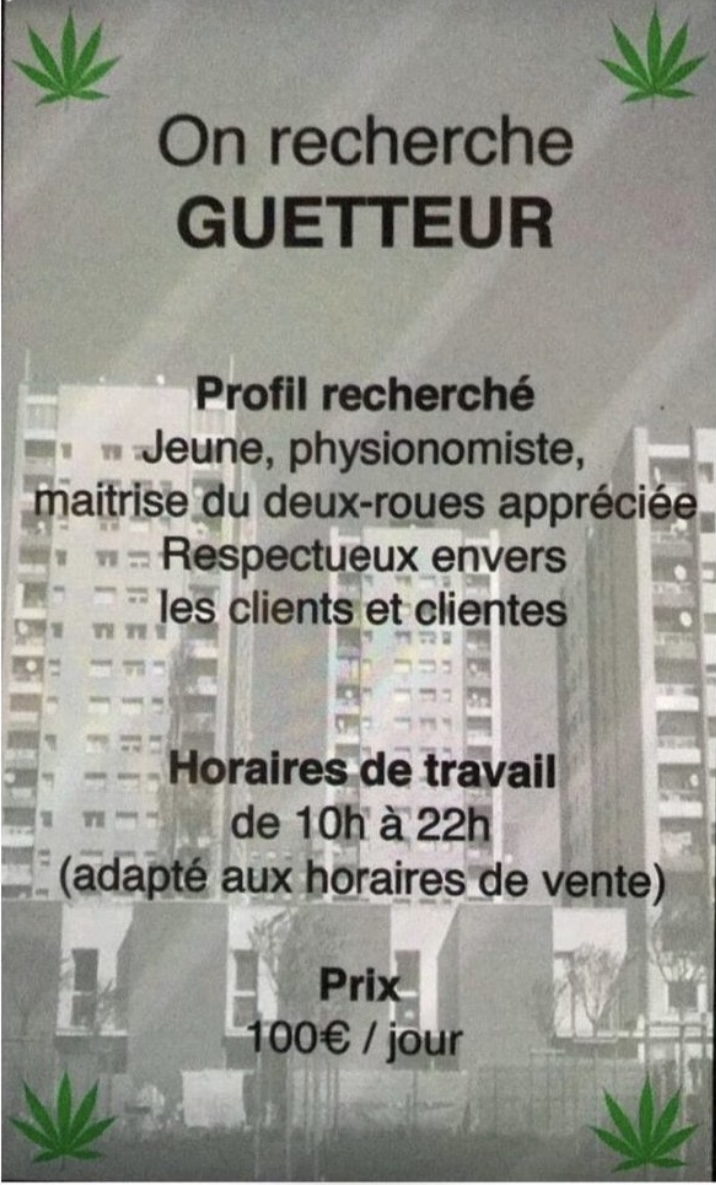 On recherche
GUETTEUR
Profil recherché
Jeune, physionomiste,
maitrise du deux-roues appréciée
Respectueux envers
les clients et clientes
Horaires de travail
de 10h à 22h
(adapté aux horaires de vente)
Prix
100€ / jour